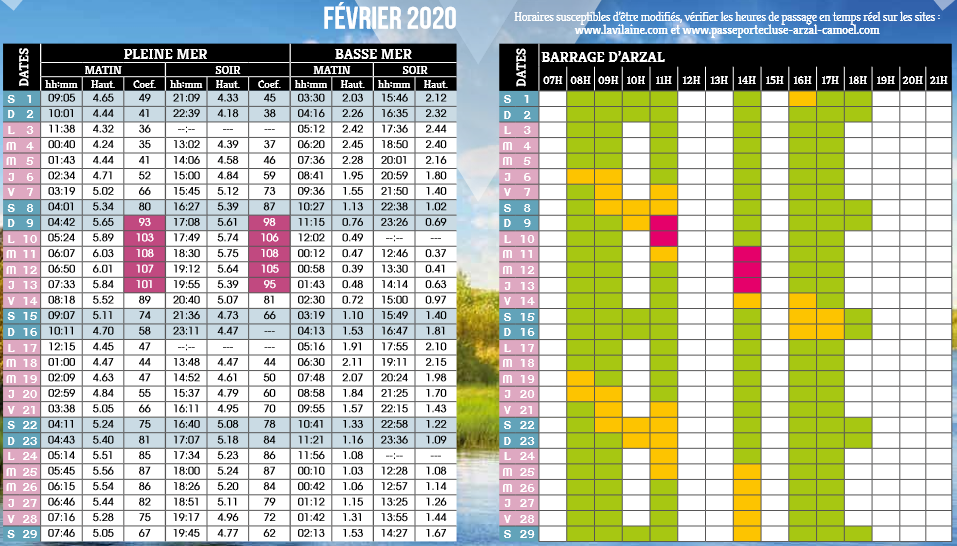 FÉVRIER 2020
Horaires susceptibles d'être modifiés, vérifier les heures de passage en temps réel sur les sites :
www.lavilaine.com et www.passeportecluse-arzal-camoel.com
DATES PLEINE MER BASSE MER
MATIN SOIR MATIN SOIR
hh:mm Haut. Coef. hh:mm Haut. Coef. hh:mm Haut. hh:mm Haut.
S 1 09:05 4.65 49 21:09 4.33 45 03:30 2.03 15:46 2.12
D 2 10:01 4.44 41 22:39 4.18 38 04:16 2.26 16:35 2.32
L 3 11:38 4.32 36 --:-- --- --- 05:12 2.42 17:36 2.44
M 4 00:40 4.24 35 13:02 4.39 37 06:20 2.45 18:50 2.40
M 5 01:43 4.44 41 14:06 4.58 46 07:36 2.28 20:01 2.16
J 6 02:34 4.71 52 15:00 4.84 59 08:41 1.95 20:59 1.80
V 7 03:19 5.02 66 15:45 5.12 73 09:36 1.55 21:50 1.40
S 8 04:01 5.34 80 16:27 5.39 87 10:27 1.13 22:38 1.02
D 9 04:42 5.65 93 17:08 5.61 98 11:15 0.76 23:26 0.69
L 10 05:24 5.89 103 17:49 5.74 106 12:02 0.49 --:-- ---
M 11 06:07 6.03 108 18:30 5.75 108 00:12 0.47 12:46 0.37
M 12 06:50 6.01 107 19:12 5.64 105 00:58 0.39 13:30 0.41
J 13 07:33 5.84 101 19:55 5.39 95 01:43 0.48 14:14 0.63
V 14 08:18 5.52 89 20:40 5.07 81 02:30 0.72 15:00 0.97
S 15 09:07 5.11 74 21:36 4.73 66 03:19 1.10 15:49 1.40
D 16 10:11 4.70 58 23:11 4.47 --- 04:13 1.53 16:47 1.81
L 17 12:15 4.45 47 --:-- --- --- 05:16 1.91 17:55 2.10
M 18 01:00 4.47 44 13:48 4.47 44 06:30 2.11 19:11 2.15
M 19 02:09 4.63 47 14:52 4.61 50 07:48 2.07 20:24 1.98
J 20 02:59 4.84 55 15:37 4.79 60 08:58 1.84 21:25 1.70
V 21 03:38 5.05 66 16:11 4.95 70 09:55 1.57 22:15 1.43
S 22 04:11 5.24 75 16:40 5.08 78 10:41 1.33 22:58 1.22
D 23 04:43 5.40 81 17:07 5.18 84 11:21 1.16 23:36 1.09
L 24 05:14 5.51 85 17:34 5.23 86 11:56 1.08 --:-- ---
M 25 05:45 5.56 87 18:00 5.24 87 00:10 1.03 12:28 1.08
M 26 06:15 5.54 86 18:26 5.20 84 00:42 1.06 12:57 1.14
J 27 06:46 5.44 82 18:51 5.11 79 01:12 1.15 13:25 1.26
V 28 07:16 5.28 75 19:17 4.96 72 01:42 1.31 13:55 1.44
S 29 07:46 5.05 67 19:45 4.77 62 02:13 1.53 14:27 1.67
DATES BARRAGE D'ARZAL
07H 08H 09H 10H 11H 12H 13H 14H 15H 16H 17H 18H 19H 20H 21H
S 1
D 2
L 3
M 4
M 5
J 6
V 7
S 8
D 9
L 10
M 11
M 12
J 13
V 14
S 15
D 16
L 17
M 18
M 19
J 20
V 21
S 22
D 23
L 24
M 25
M 26
J 27
V 28
S 29